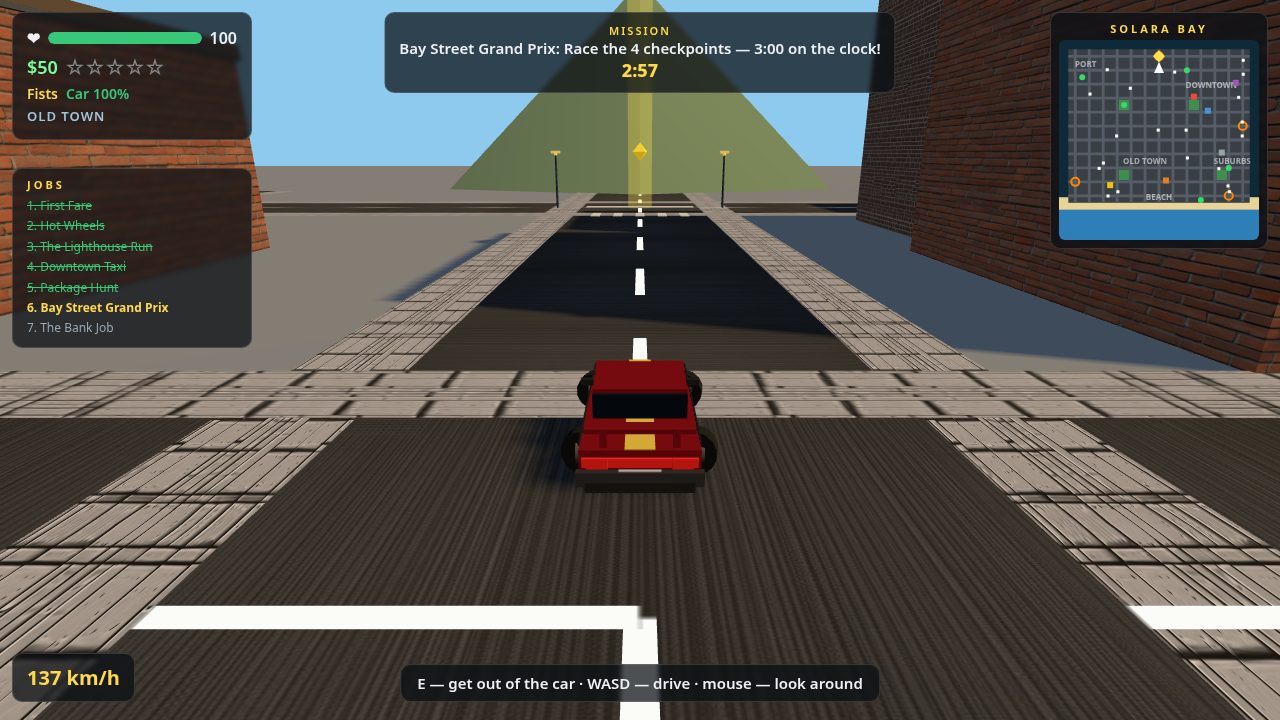 ❤ 100
$50 ☆☆☆☆☆
Fists Car 100%
OLD TOWN
JOBS
1. First Fare
2. Hot Wheels
3. The Lighthouse Run
4. Downtown Taxi
5. Package Hunt
6. Bay Street Grand Prix
7. The Bank Job
MISSION
Bay Street Grand Prix: Race the 4 checkpoints — 3:00 on the clock!
2:57
SOLARA BAY
PORT
DOWNTOWN
OLD TOWN
SUBURBS
BEACH
137 km/h
E — get out of the car · WASD — drive · mouse — look around